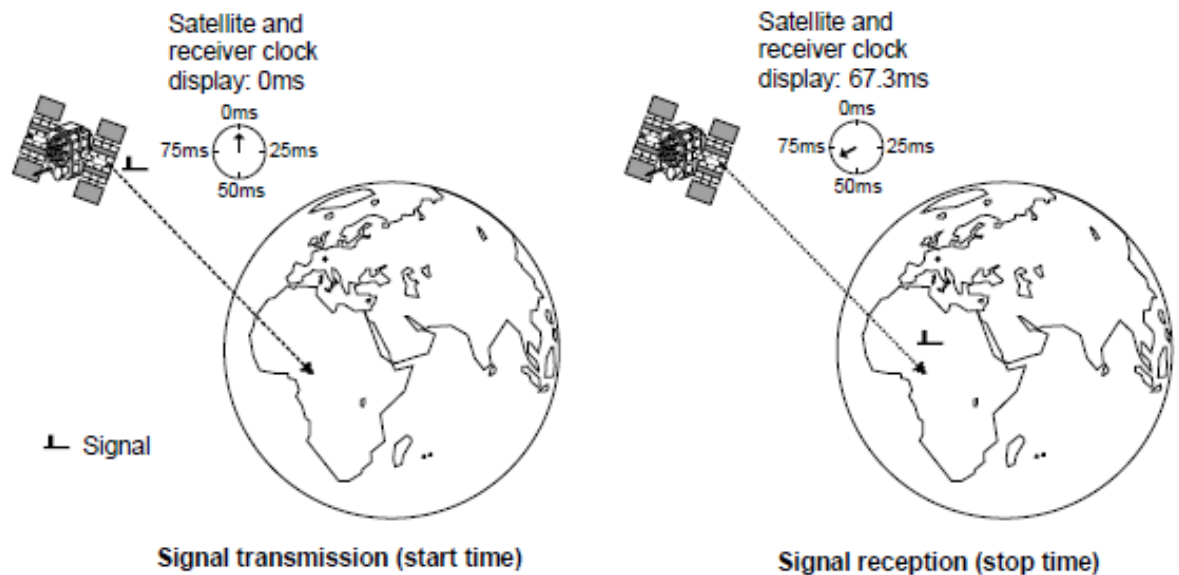 Satellite and
receiver clock
display: 0ms
0ms
75ms
25ms
50ms
Signal
Signal transmission (start time)
Satellite and
receiver clock
display: 67.3ms
0ms
75ms
25ms
50ms
Signal reception (stop time)